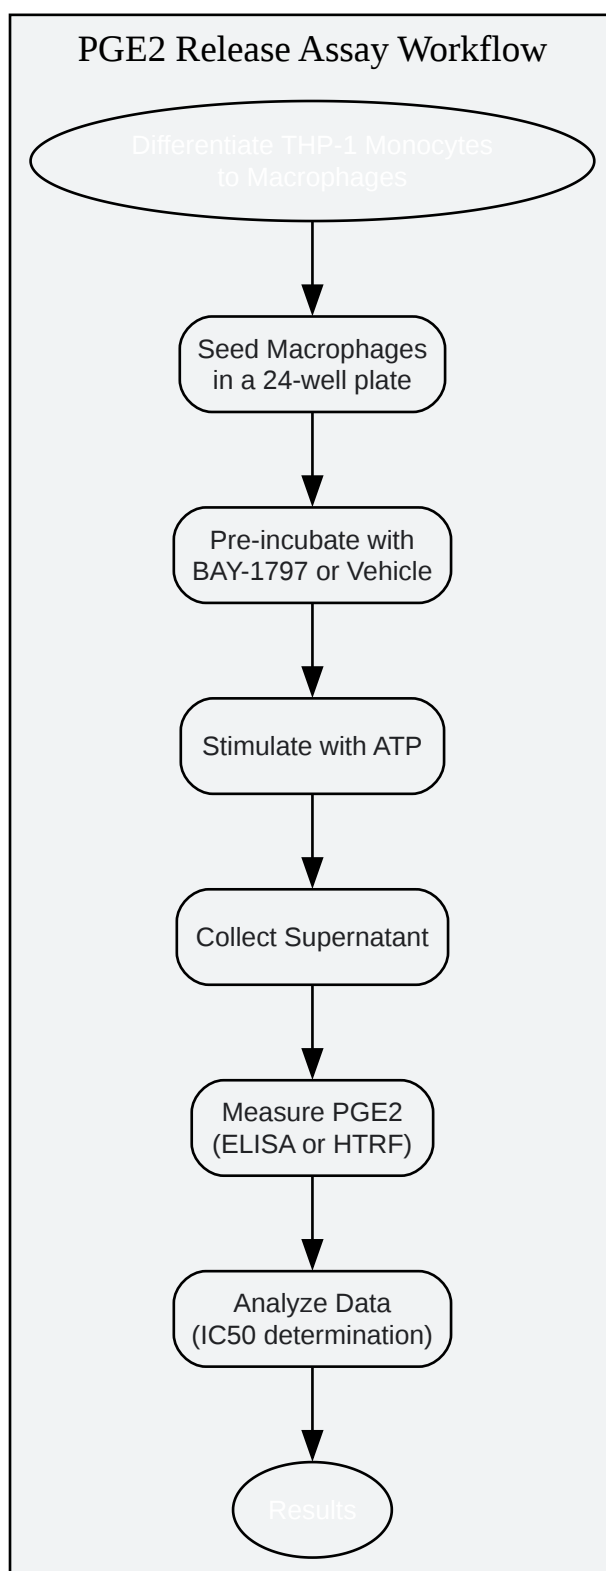 PGE2 Release Assay Workflow
Differentiate THP-1 Monocytes
to Macrophages
Seed Macrophages
in a 24-well plate
Pre-incubate with
BAY-1797 or Vehicle
Stimulate with ATP
Collect Supernatant
Measure PGE2
(ELISA or HTRF)
Analyze Data
(IC50 determination)
Results